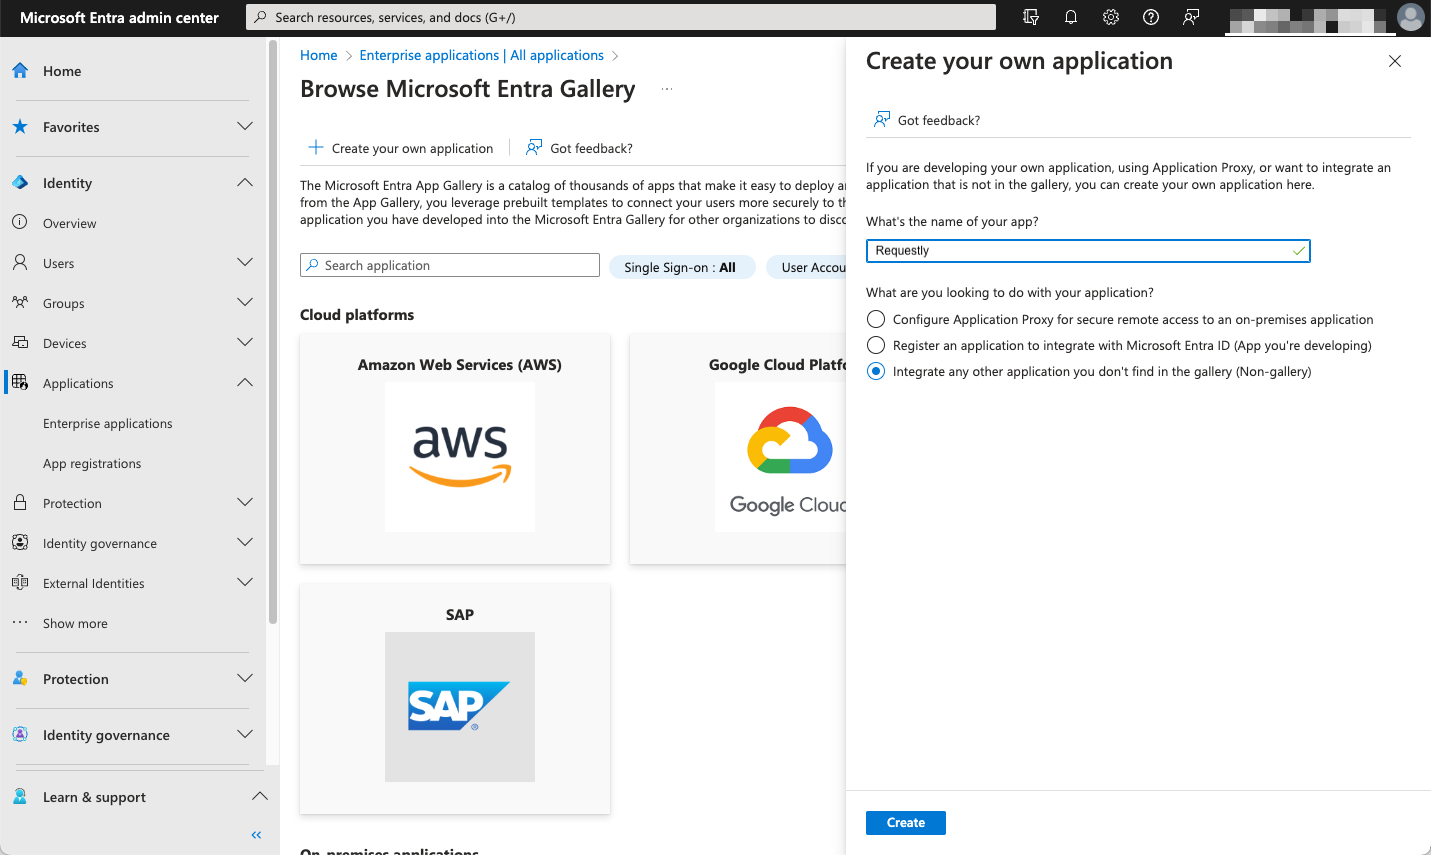 Microsoft Entra admin center
Search resources, services, and docs (G+/)
Home
Favorites
Identity
Overview
Users
Groups
Devices
Applications
Enterprise applications
App registrations
Protection
Identity governance
External Identities
Show more
Protection
Identity governance
Learn & support
Home > Enterprise applications | All applications >
Browse Microsoft Entra Gallery ...
Create your own application
Got feedback?
The Microsoft Entra App Gallery is a catalog of thousands of apps that make it easy to deploy
from the App Gallery, you leverage prebuilt templates to connect your users more securely to
application you have developed into the Microsoft Entra Gallery for other organizations to
Search application
Single Sign-on : All
User
Cloud platforms
Amazon Web Services (AWS)
aws
Google Cloud
Google Cloud
SAP
SAP
On-premises applications
Create your own application
Got feedback?
If you are developing your own application, using Application Proxy, or want to integrate an
application that is not in the gallery, you can create your own application here.
What's the name of your app?
Requestly
What are you looking to do with your application?
Configure Application Proxy for secure remote access to an on-premises application
Register an application to integrate with Microsoft Entra ID (App you're developing)
Integrate any other application you don't find in the gallery (Non-gallery)
Create